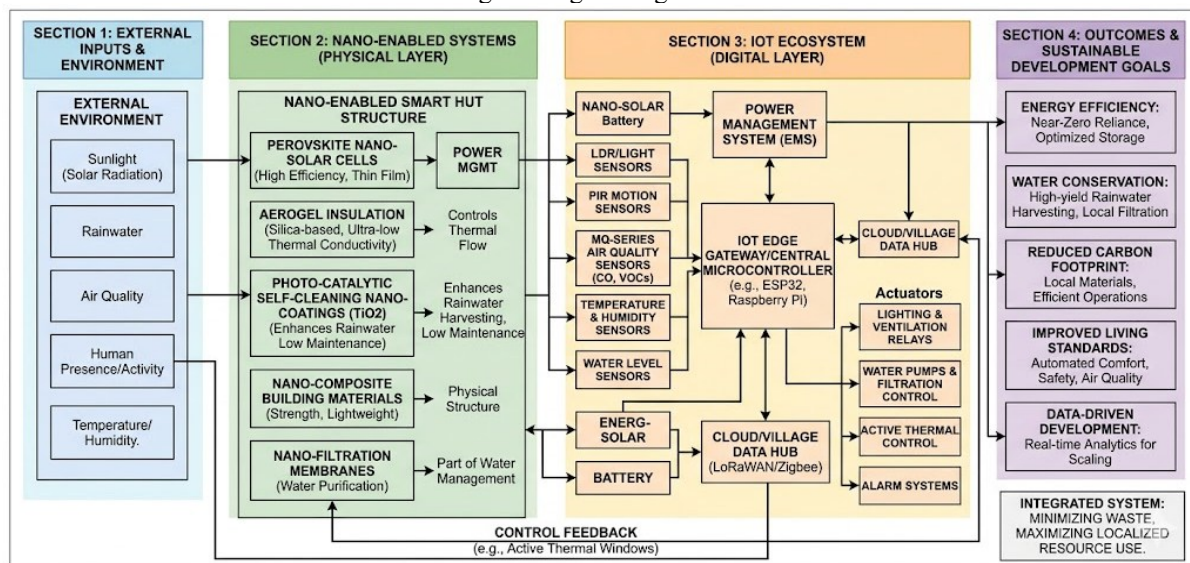 SECTION 1: EXTERNAL
INPUTS &
ENVIRONMENT
EXTERNAL
ENVIRONMENT
Sunlight
(Solar Radiation)
Rainwater
Air Quality
Human
Presence/Activity
Temperature/
Humidity.
SECTION 2: NANO-ENABLED SYSTEMS
(PHYSICAL LAYER)
NANO-ENABLED SMART HUT
STRUCTURE
PEROVSKITE NANO-
SOLAR CELLS
(High Efficiency, Thin Film)
POWER
MGMT
AEROGEL INSULATION
(Silica-based, Ultra-low
Thermal Conductivity)
Controls
Thermal
Flow
PHOTO-CATALYTIC
SELF-CLEANING NANO-
COATINGS (TiO2)
(Enhances Rainwater
Low Maintenance)
Enhances
Rainwater
Harvesting,
Low Maintenance
NANO-COMPOSITE
BUILDING MATERIALS
(Strength, Lightweight)
Physical
Structure
NANO-FILTRATION
MEMBRANES
(Water Purification)
Part of Water
Management
SECTION 3: IOT ECOSYSTEM
(DIGITAL LAYER)
NANO-SOLAR
Battery
LDR/LIGHT
SENSORS
PIR MOTION
SENSORS
MQ-SERIES
AIR QUALITY
SENSORS
(CO, VOCs)
TEMPERATURE
& HUMIDITY
SENSORS
WATER LEVEL
SENSORS
ENERG-
SOLAR
BATTERY
POWER
MANAGEMENT
SYSTEM (EMS)
IOT EDGE
GATEWAY/CENTRAL
MICROCONTROLLER
(e.g., ESP32,
Raspberry PI)
CLOUD/VILLAGE
DATA HUB
(LoRaWAN/Zigbee)
CLOUD/VILLAGE
DATA HUB
Actuators
LIGHTING &
VENTILATION
RELAYS
WATER PUMPS &
FILTRATION
CONTROL
ACTIVE THERMAL
CONTROL
ALARM SYSTEMS
CONTROL FEEDBACK
(e.g., Active Thermal Windows)
SECTION 4: OUTCOMES &
SUSTAINABLE
DEVELOPMENT GOALS
ENERGY EFFICIENCY:
Near-Zero Reliance,
Optimized Storage
WATER CONSERVATION:
High-yield Rainwater
Harvesting, Local Filtration
REDUCED CARBON
FOOTPRINT:
Local Materials,
Efficient Operations
IMPROVED LIVING
STANDARDS:
Automated Comfort,
Safety, Air Quality
DATA-DRIVEN
DEVELOPMENT:
Real-time Analytics for
Scaling
INTEGRATED SYSTEM:
MINIMIZING WASTE,
MAXIMIZING LOCALIZED
RESOURCE USE.